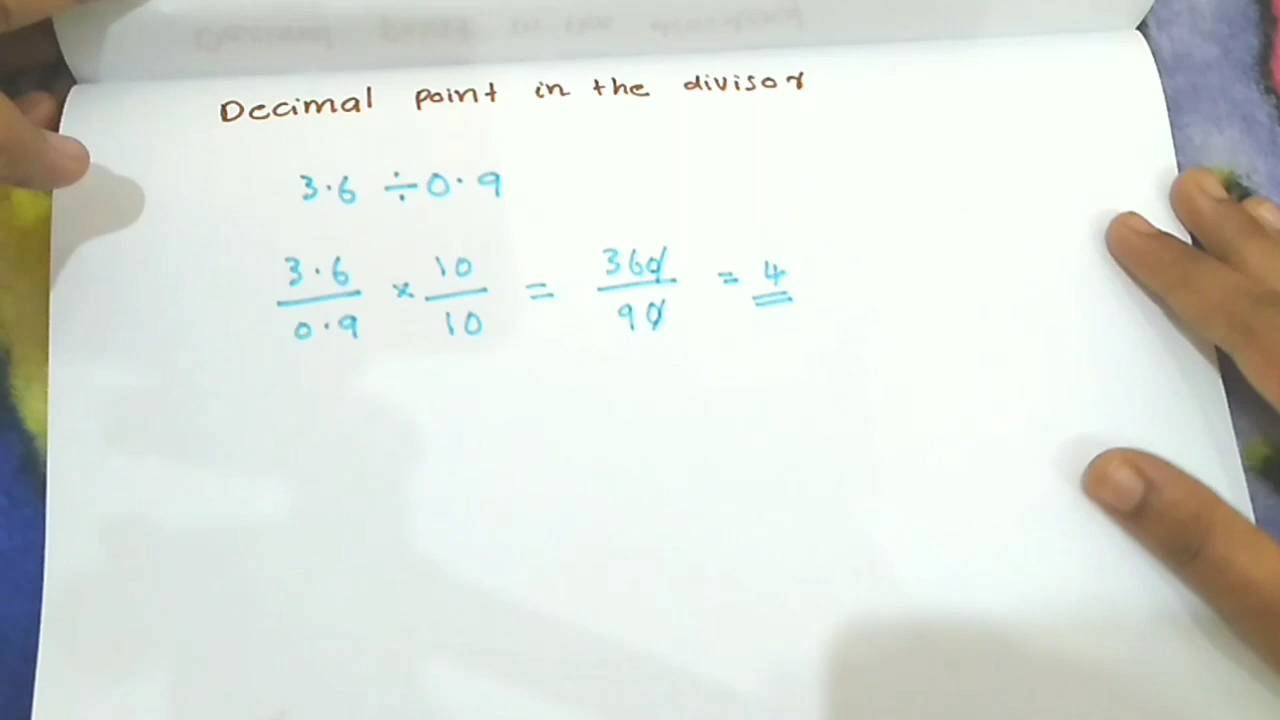 Decimal point in the divisor
3.6 ÷ 0.9
3.6/0.9 × 10/10 = 360/90 = 4